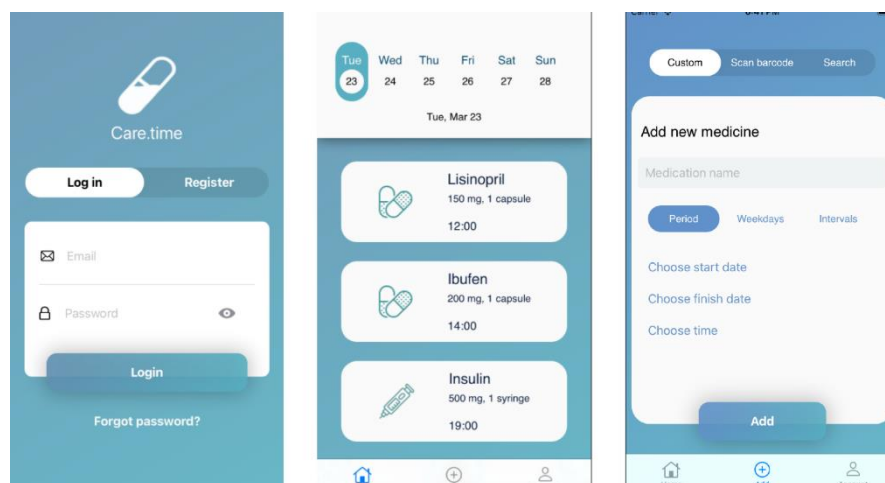 Care.time
Log in Register
Email
Password
Login
Forgot password?
Tue Wed Thu Fri Sat Sun
23 24 25 26 27 28
Tue, Mar 23
Lisinopril
150 mg, 1 capsule
12:00
Ibufen
200 mg, 1 capsule
14:00
Insulin
500 mg, 1 syringe
19:00
Custom Scan barcode Search
Add new medicine
Medication name
Period Weekdays Intervals
Choose start date
Choose finish date
Choose time
Add